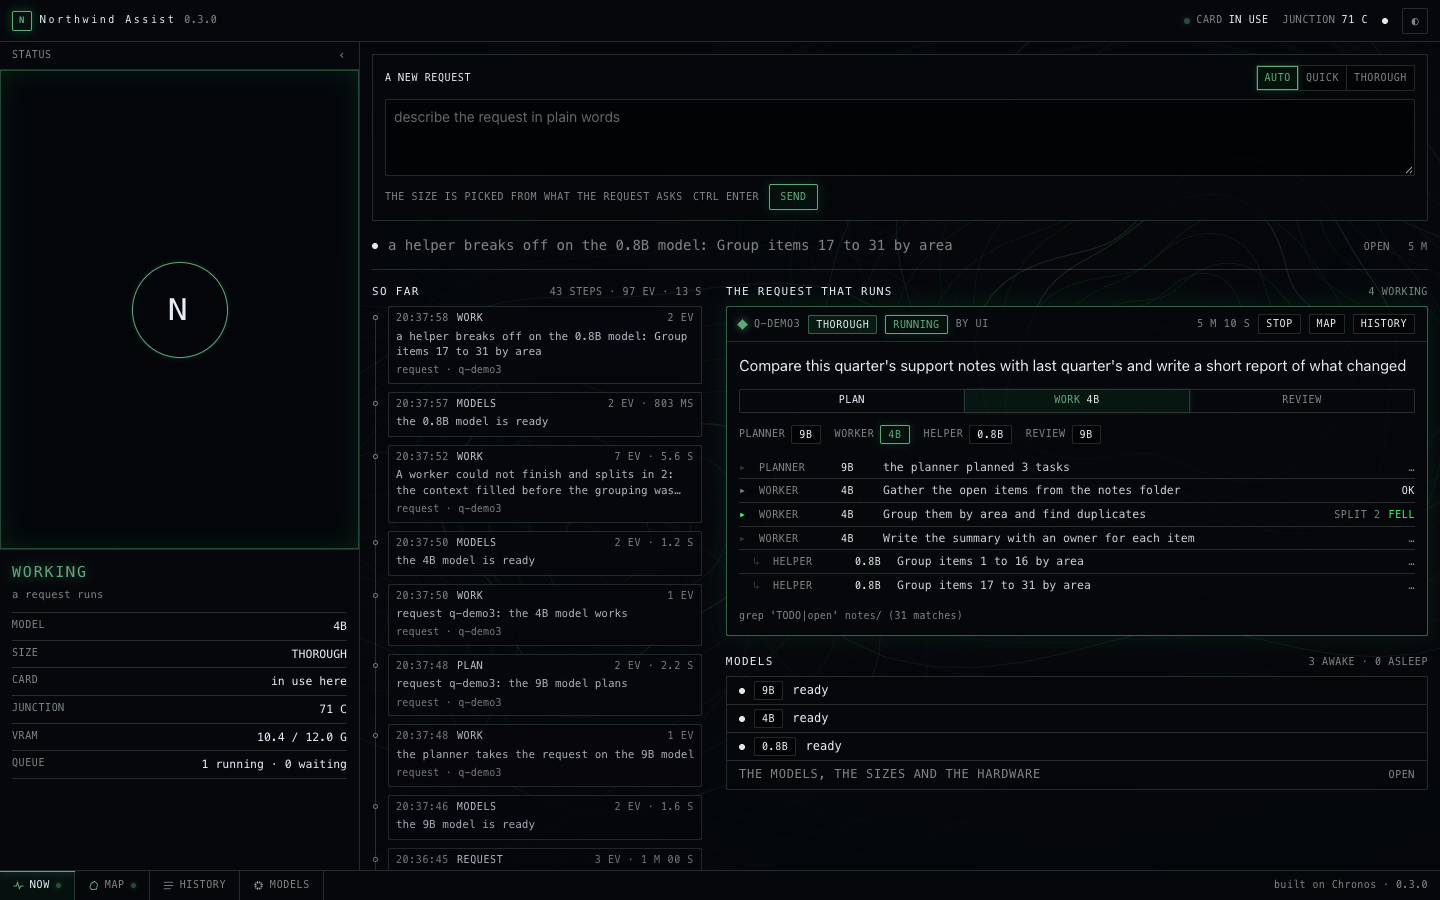 N Northwind Assist 0.3.0
CARD IN USE JUNCTION 71 C
STATUS
N
WORKING
a request runs
MODEL 4B
SIZE THOROUGH
CARD in use here
JUNCTION 71 C
VRAM 10.4 / 12.0 G
QUEUE 1 running · 0 waiting
A NEW REQUEST
AUTO QUICK THOROUGH
describe the request in plain words
THE SIZE IS PICKED FROM WHAT THE REQUEST ASKS CTRL ENTER SEND
a helper breaks off on the 0.8B model: Group items 17 to 31 by area OPEN 5 M
SO FAR 43 STEPS · 97 EV · 13 S
20:37:58 WORK 2 EV
a helper breaks off on the 0.8B model: Group
items 17 to 31 by area
request · q-demo3
20:37:57 MODELS 2 EV · 803 MS
the 0.8B model is ready
20:37:52 WORK 7 EV · 5.6 S
A worker could not finish and splits in 2:
the context filled before the grouping was…
request · q-demo3
20:37:50 MODELS 2 EV · 1.2 S
the 4B model is ready
20:37:50 WORK 1 EV
request q-demo3: the 4B model works
request · q-demo3
20:37:48 PLAN 2 EV · 2.2 S
request q-demo3: the 9B model plans
request · q-demo3
20:37:48 WORK 1 EV
the planner takes the request on the 9B model
request · q-demo3
20:37:46 MODELS 2 EV · 1.6 S
the 9B model is ready
20:36:45 REQUEST 3 EV · 1 M 00 S
THE REQUEST THAT RUNS 4 WORKING
Q-DEMO3 THOROUGH RUNNING BY UI 5 M 10 S STOP MAP HISTORY
Compare this quarter's support notes with last quarter's and write a short report of what changed
PLAN WORK 4B REVIEW
PLANNER 9B WORKER 4B HELPER 0.8B REVIEW 9B
PLANNER 9B the planner planned 3 tasks …
WORKER 4B Gather the open items from the notes folder OK
WORKER 4B Group them by area and find duplicates SPLIT 2 FELL
WORKER 4B Write the summary with an owner for each item …
HELPER 0.8B Group items 1 to 16 by area …
HELPER 0.8B Group items 17 to 31 by area …
grep 'TODO|open' notes/ (31 matches)
MODELS 3 AWAKE · 0 ASLEEP
9B ready
4B ready
0.8B ready
THE MODELS, THE SIZES AND THE HARDWARE OPEN
NOW MAP HISTORY MODELS
built on Chronos · 0.3.0